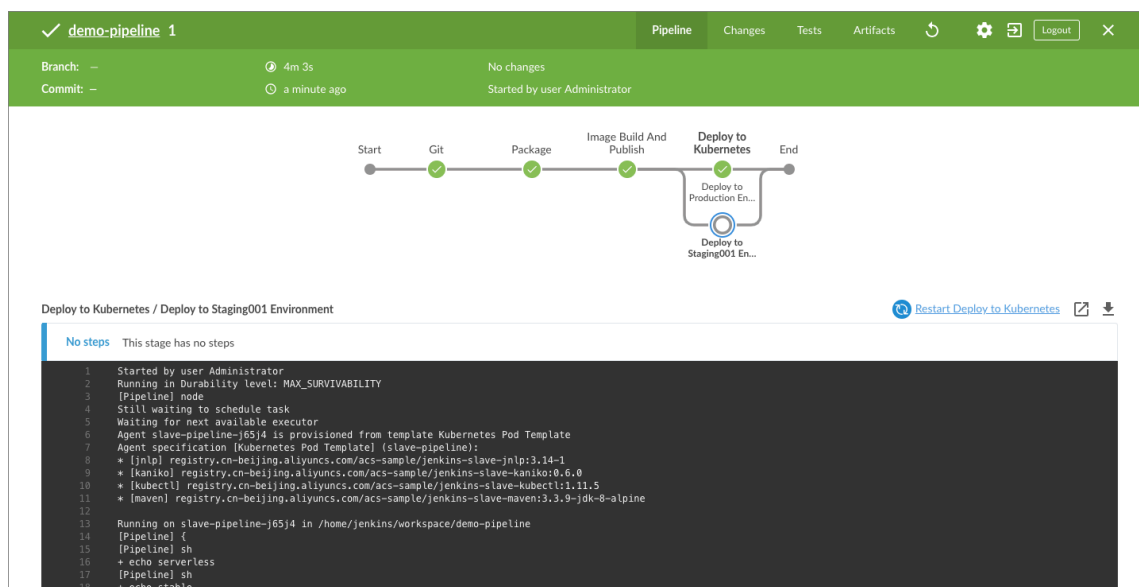 demo-pipeline 1
Pipeline Changes Tests Artifacts Logout
Branch: — 4m 3s No changes
Commit: — a minute ago Started by user Administrator
Start Git Package Image Build And Publish Deploy to Kubernetes End
Deploy to
Production En...
Deploy to
Staging001 En...
Deploy to Kubernetes / Deploy to Staging001 Environment Restart Deploy to Kubernetes
No steps This stage has no steps
1 Started by user Administrator
2 Running in Durability level: MAX_SURVIVABILITY
3 [Pipeline] node
4 Still waiting to schedule task
5 Waiting for next available executor
6 Agent slave-pipeline-j65j4 is provisioned from template Kubernetes Pod Template
7 Agent specification [Kubernetes Pod Template] (slave-pipeline):
8 * [jnlp] registry.cn-beijing.aliyuncs.com/acs-sample/jenkins-slave-jnlp:3.14-1
9 * [kaniko] registry.cn-beijing.aliyuncs.com/acs-sample/jenkins-slave-kaniko:0.6.0
10 * [kubectl] registry.cn-beijing.aliyuncs.com/acs-sample/jenkins-slave-kubectl:1.11.5
11 * [maven] registry.cn-beijing.aliyuncs.com/acs-sample/jenkins-slave-maven:3.3.9-jdk-8-alpine
12
13 Running on slave-pipeline-j65j4 in /home/jenkins/workspace/demo-pipeline
14 [Pipeline] {
15 [Pipeline] sh
16 + echo serverless
17 [Pipeline] sh
18 + echo stable